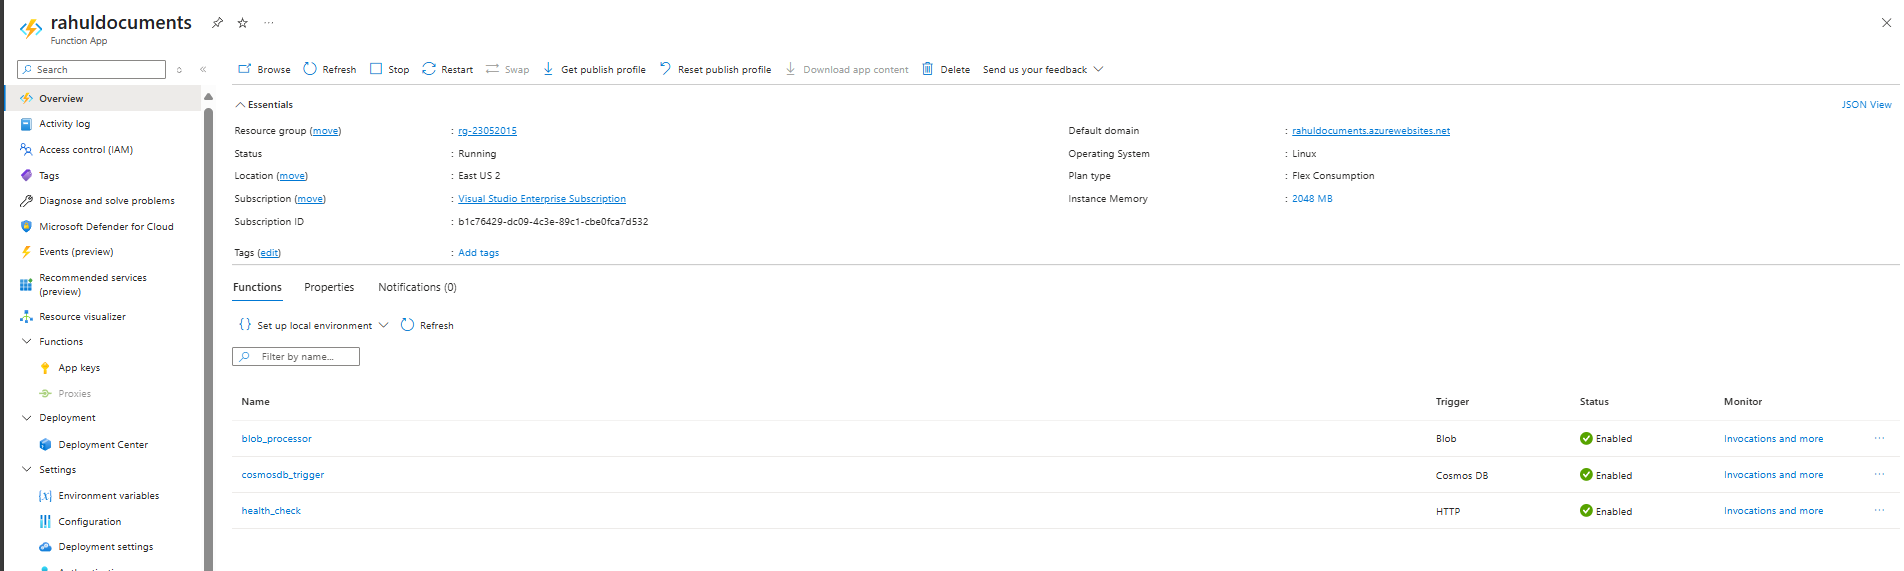 rahuldocuments
Function App
Search
Browse Refresh Stop Restart Swap Get publish profile Reset publish profile Download app content Delete Send us your feedback
Overview
Activity log
Access control (IAM)
Tags
Diagnose and solve problems
Microsoft Defender for Cloud
Events (preview)
Recommended services
(preview)
Resource visualizer
Functions
App keys
Proxies
Deployment
Deployment Center
Settings
Environment variables
Configuration
Deployment settings
Essentials JSON View
Resource group (move) : rg-23052015
Status : Running
Location (move) : East US 2
Subscription (move) : Visual Studio Enterprise Subscription
Subscription ID : b1c76429-dc09-4c3e-89c1-cbe0fca7d532
Tags (edit) : Add tags
Default domain : rahuldocuments.azurewebsites.net
Operating System : Linux
Plan type : Flex Consumption
Instance Memory : 2048 MB
Functions Properties Notifications (0)
{} Set up local environment Refresh
Filter by name...
Name Trigger Status Monitor
blob_processor Blob Enabled Invocations and more
cosmosdb_trigger Cosmos DB Enabled Invocations and more
health_check HTTP Enabled Invocations and more